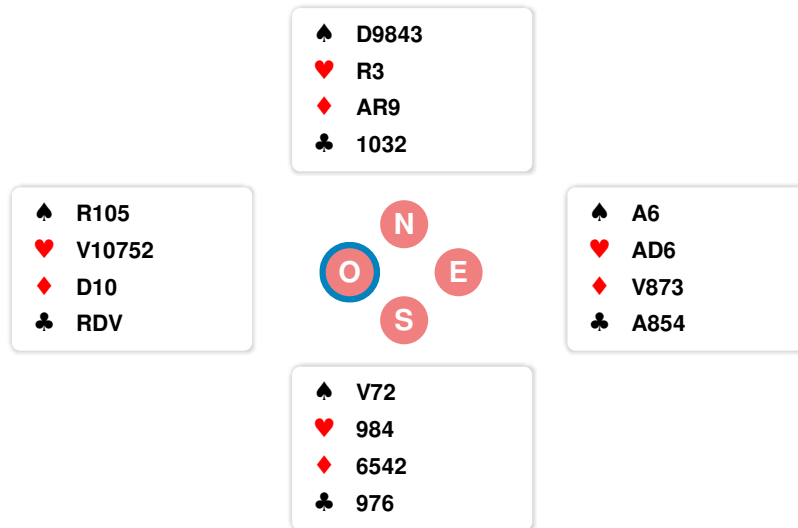 ♠ D9843
♥ R3
♦ AR9
♣ 1032
♠ R105
♥ V10752
♦ D10
♣ RDV
N
O E
S
♠ A6
♥ AD6
♦ V873
♣ A854
♠ V72
♥ 984
♦ 6542
♣ 976